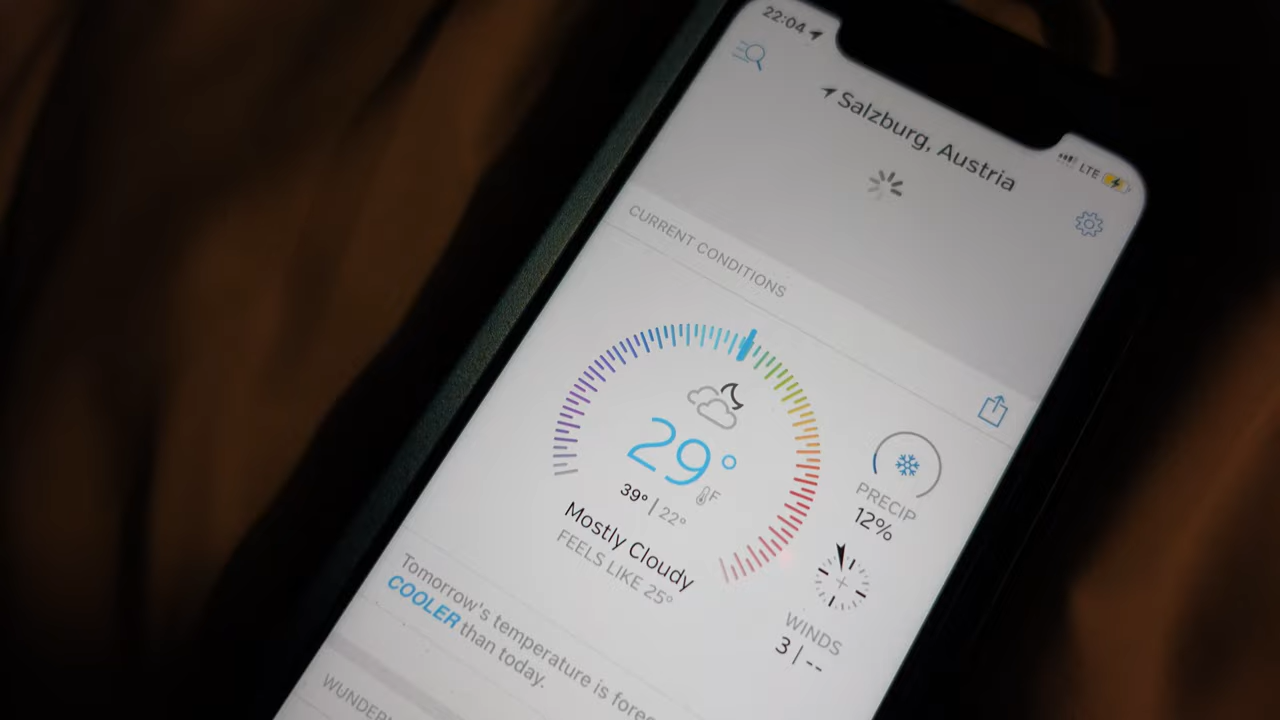 22:04
LTE
Salzburg, Austria
CURRENT CONDITIONS
29°
F
39° | 22°
Mostly Cloudy
FEELS LIKE 25°
PRECIP
12%
WINDS
3 | --
Tomorrow's temperature is
COOLER than today.